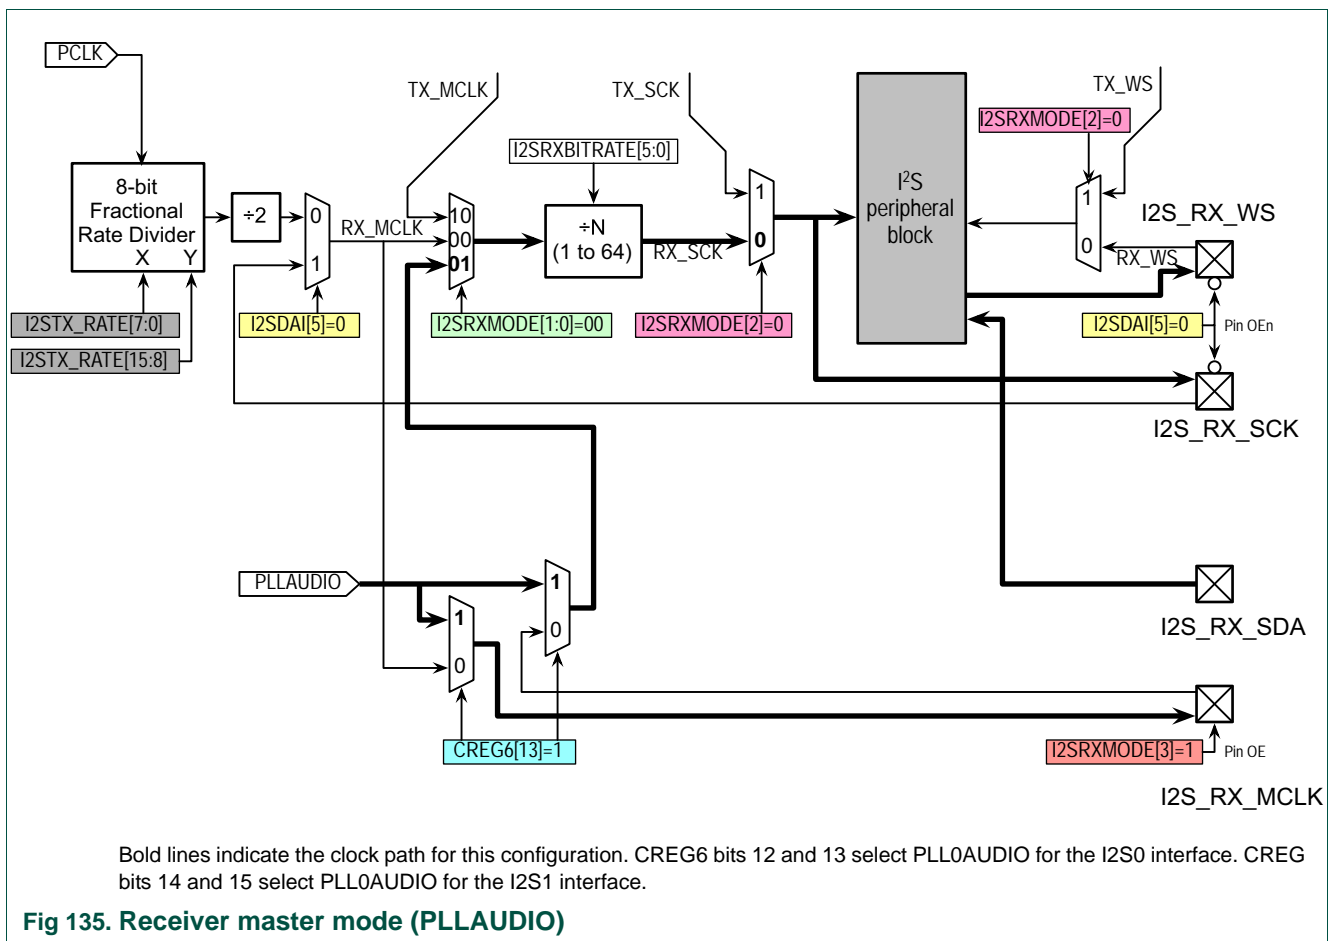 PCLK
TX_MCLK
TX_SCK
TX_WS
I2SRXMODE[2]=0
I2SRXBITRATE[5:0]
8-bit
Fractional
Rate Divider
X Y
÷2
0
1
RX_MCLK
10
00
01
÷N
(1 to 64)
RX_SCK
1
0
I2S
peripheral
block
1
0
I2S_RX_WS
RX_WS
I2STX_RATE[7:0]
I2SDAI[5]=0
I2SRXMODE[1:0]=00
I2SRXMODE[2]=0
I2SDAI[5]=0
Pin OEn
I2STX_RATE[15:8]
I2S_RX_SCK
PLLAUDIO
1
0
1
0
I2S_RX_SDA
CREG6[13]=1
I2SRXMODE[3]=1
Pin OE
I2S_RX_MCLK
Bold lines indicate the clock path for this configuration. CREG6 bits 12 and 13 select PLL0AUDIO for the I2S0 interface. CREG
bits 14 and 15 select PLL0AUDIO for the I2S1 interface.
Fig 135. Receiver master mode (PLLAUDIO)